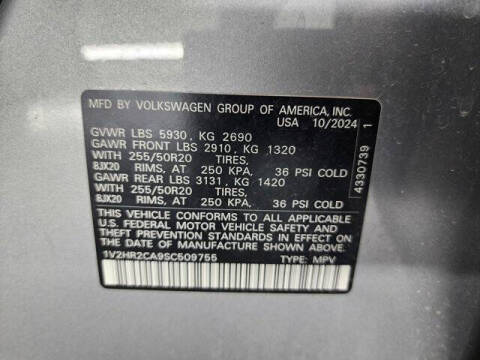 MFD BY VOLKSWAGEN GROUP OF AMERICA, INC.
USA 10/2024
GVWR LBS 5930, KG 2690
GAWR FRONT LBS 2910, KG 1320
WITH 255/50R20 TIRES,
8JX20 RIMS, AT 250 KPA, 36 PSI COLD
GAWR REAR LBS 3131, KG 1420
WITH 255/50R20 TIRES,
8JX20 RIMS, AT 250 KPA, 36 PSI COLD
THIS VEHICLE CONFORMS TO ALL APPLICABLE
U.S. FEDERAL MOTOR VEHICLE SAFETY AND
THEFT PREVENTION STANDARDS IN EFFECT ON THE
DATE OF MANUFACTURE SHOWN ABOVE.
1V2HR2CA9SC509755 TYPE: MPV
4330739 1